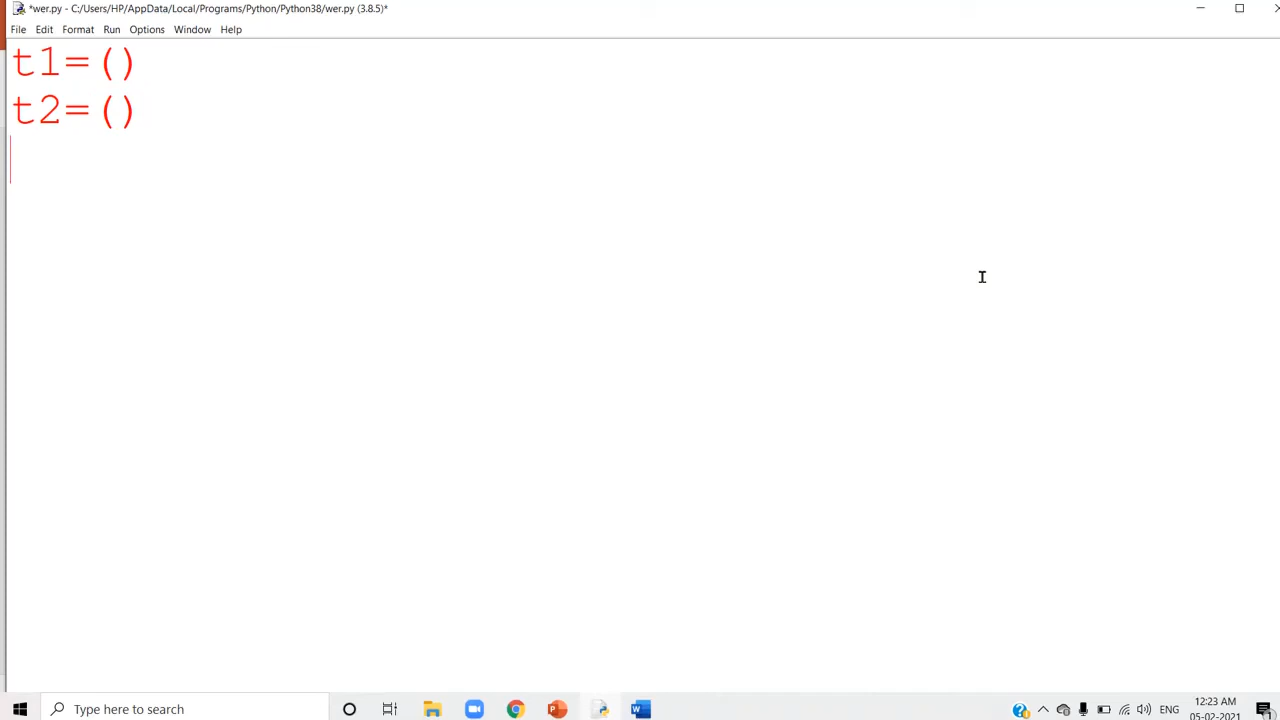 *wer.py - C:/Users/HP/AppData/Local/Programs/Python/Python38/wer.py (3.8.5)*
File Edit Format Run Options Window Help
t1=()
t2=()
Type here to search
ENG
12:23 AM
05-02-2021